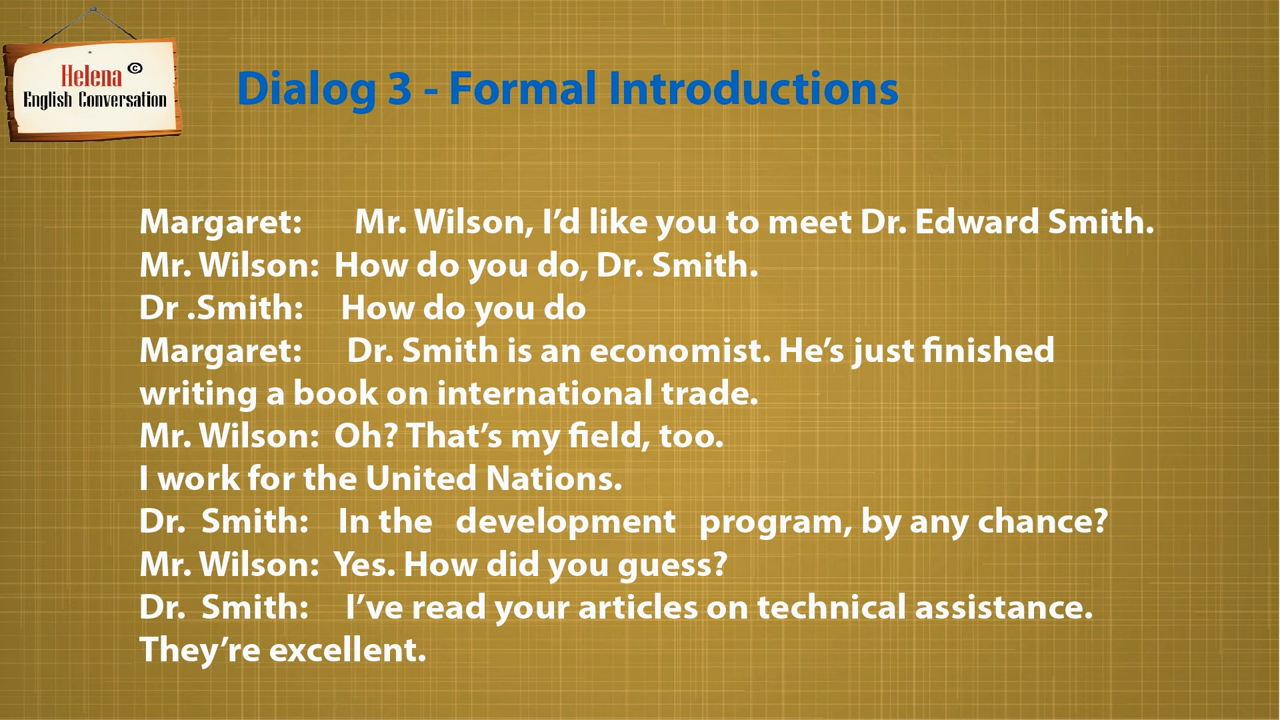 Helena ©
English Conversation
Dialog 3 - Formal Introductions
Margaret: Mr. Wilson, I’d like you to meet Dr. Edward Smith.
Mr. Wilson: How do you do, Dr. Smith.
Dr .Smith: How do you do
Margaret: Dr. Smith is an economist. He’s just finished
writing a book on international trade.
Mr. Wilson: Oh? That’s my field, too.
I work for the United Nations.
Dr. Smith: In the development program, by any chance?
Mr. Wilson: Yes. How did you guess?
Dr. Smith: I’ve read your articles on technical assistance.
They’re excellent.